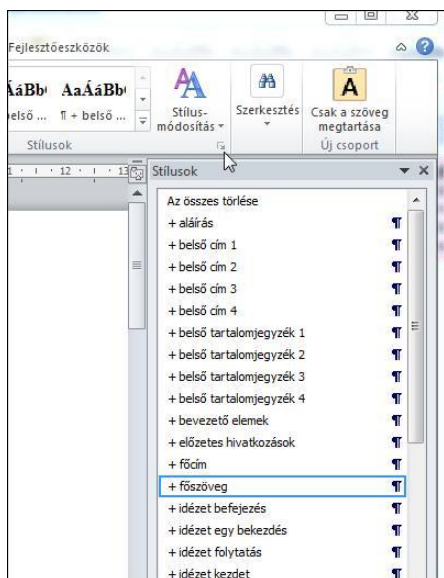 Fejlesztőeszközök
AaÁáBb
Stílus-
módosítás
Szerkesztés
Csak a szöveg
megtartása
belső ...
¶ + belső ...
Stílusok
Új csoport
1 · ı · 12 · ı · 13
Stílusok
Az összes törlése
+ aláírás ¶
+ belső cím 1 ¶
+ belső cím 2 ¶
+ belső cím 3 ¶
+ belső cím 4 ¶
+ belső tartalomjegyzék 1 ¶
+ belső tartalomjegyzék 2 ¶
+ belső tartalomjegyzék 3 ¶
+ belső tartalomjegyzék 4 ¶
+ bevezető elemek ¶
+ előzetes hivatkozások ¶
+ főcím ¶
+ főszöveg ¶
+ idézet befejezés ¶
+ idézet egy bekezdés ¶
+ idézet folytatás ¶
+ idézet kezdet ¶